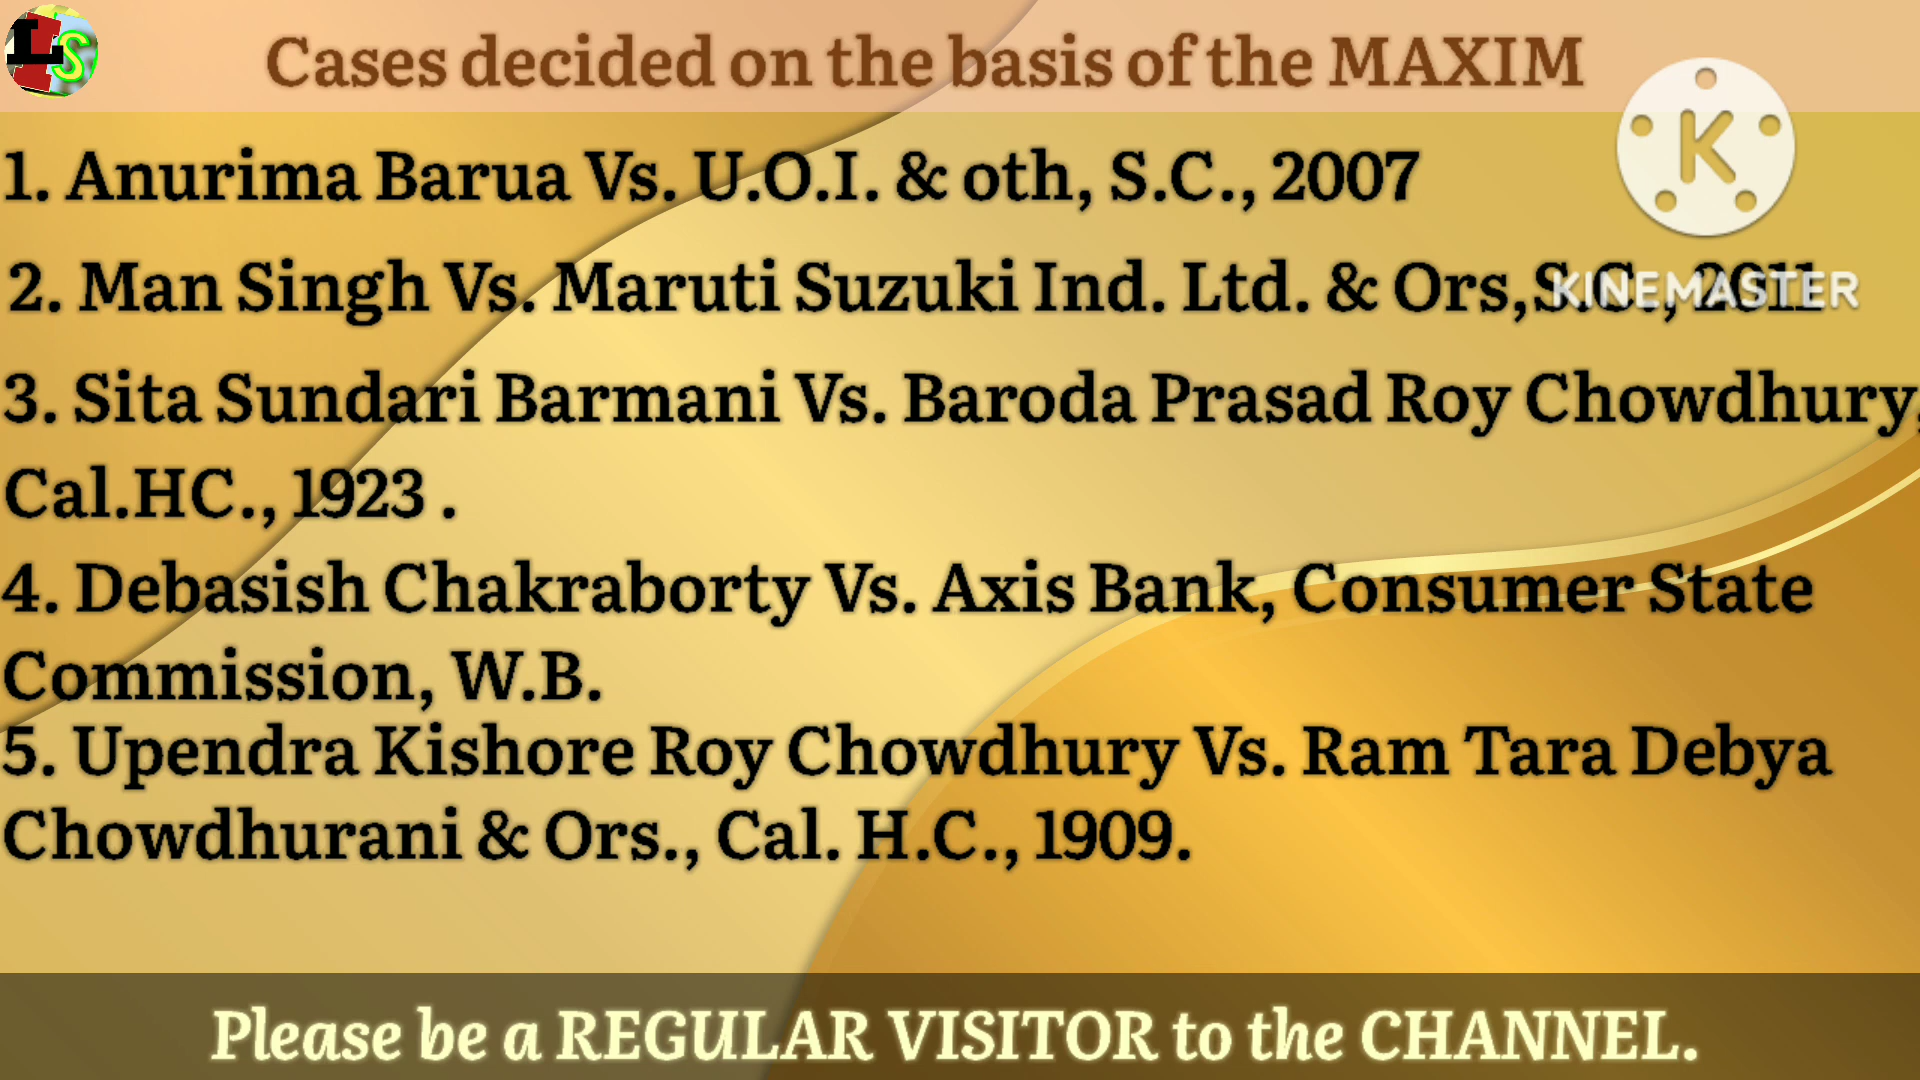 LS
Cases decided on the basis of the MAXIM
K
1. Anurima Barua Vs. U.O.I. & oth, S.C., 2007
2. Man Singh Vs. Maruti Suzuki Ind. Ltd. & Ors,S.C., 2011
KINEMASTER
3. Sita Sundari Barmani Vs. Baroda Prasad Roy Chowdhury,
Cal.HC., 1923 .
4. Debasish Chakraborty Vs. Axis Bank, Consumer State
Commission, W.B.
5. Upendra Kishore Roy Chowdhury Vs. Ram Tara Debya
Chowdhurani & Ors., Cal. H.C., 1909.
Please be a REGULAR VISITOR to the CHANNEL.